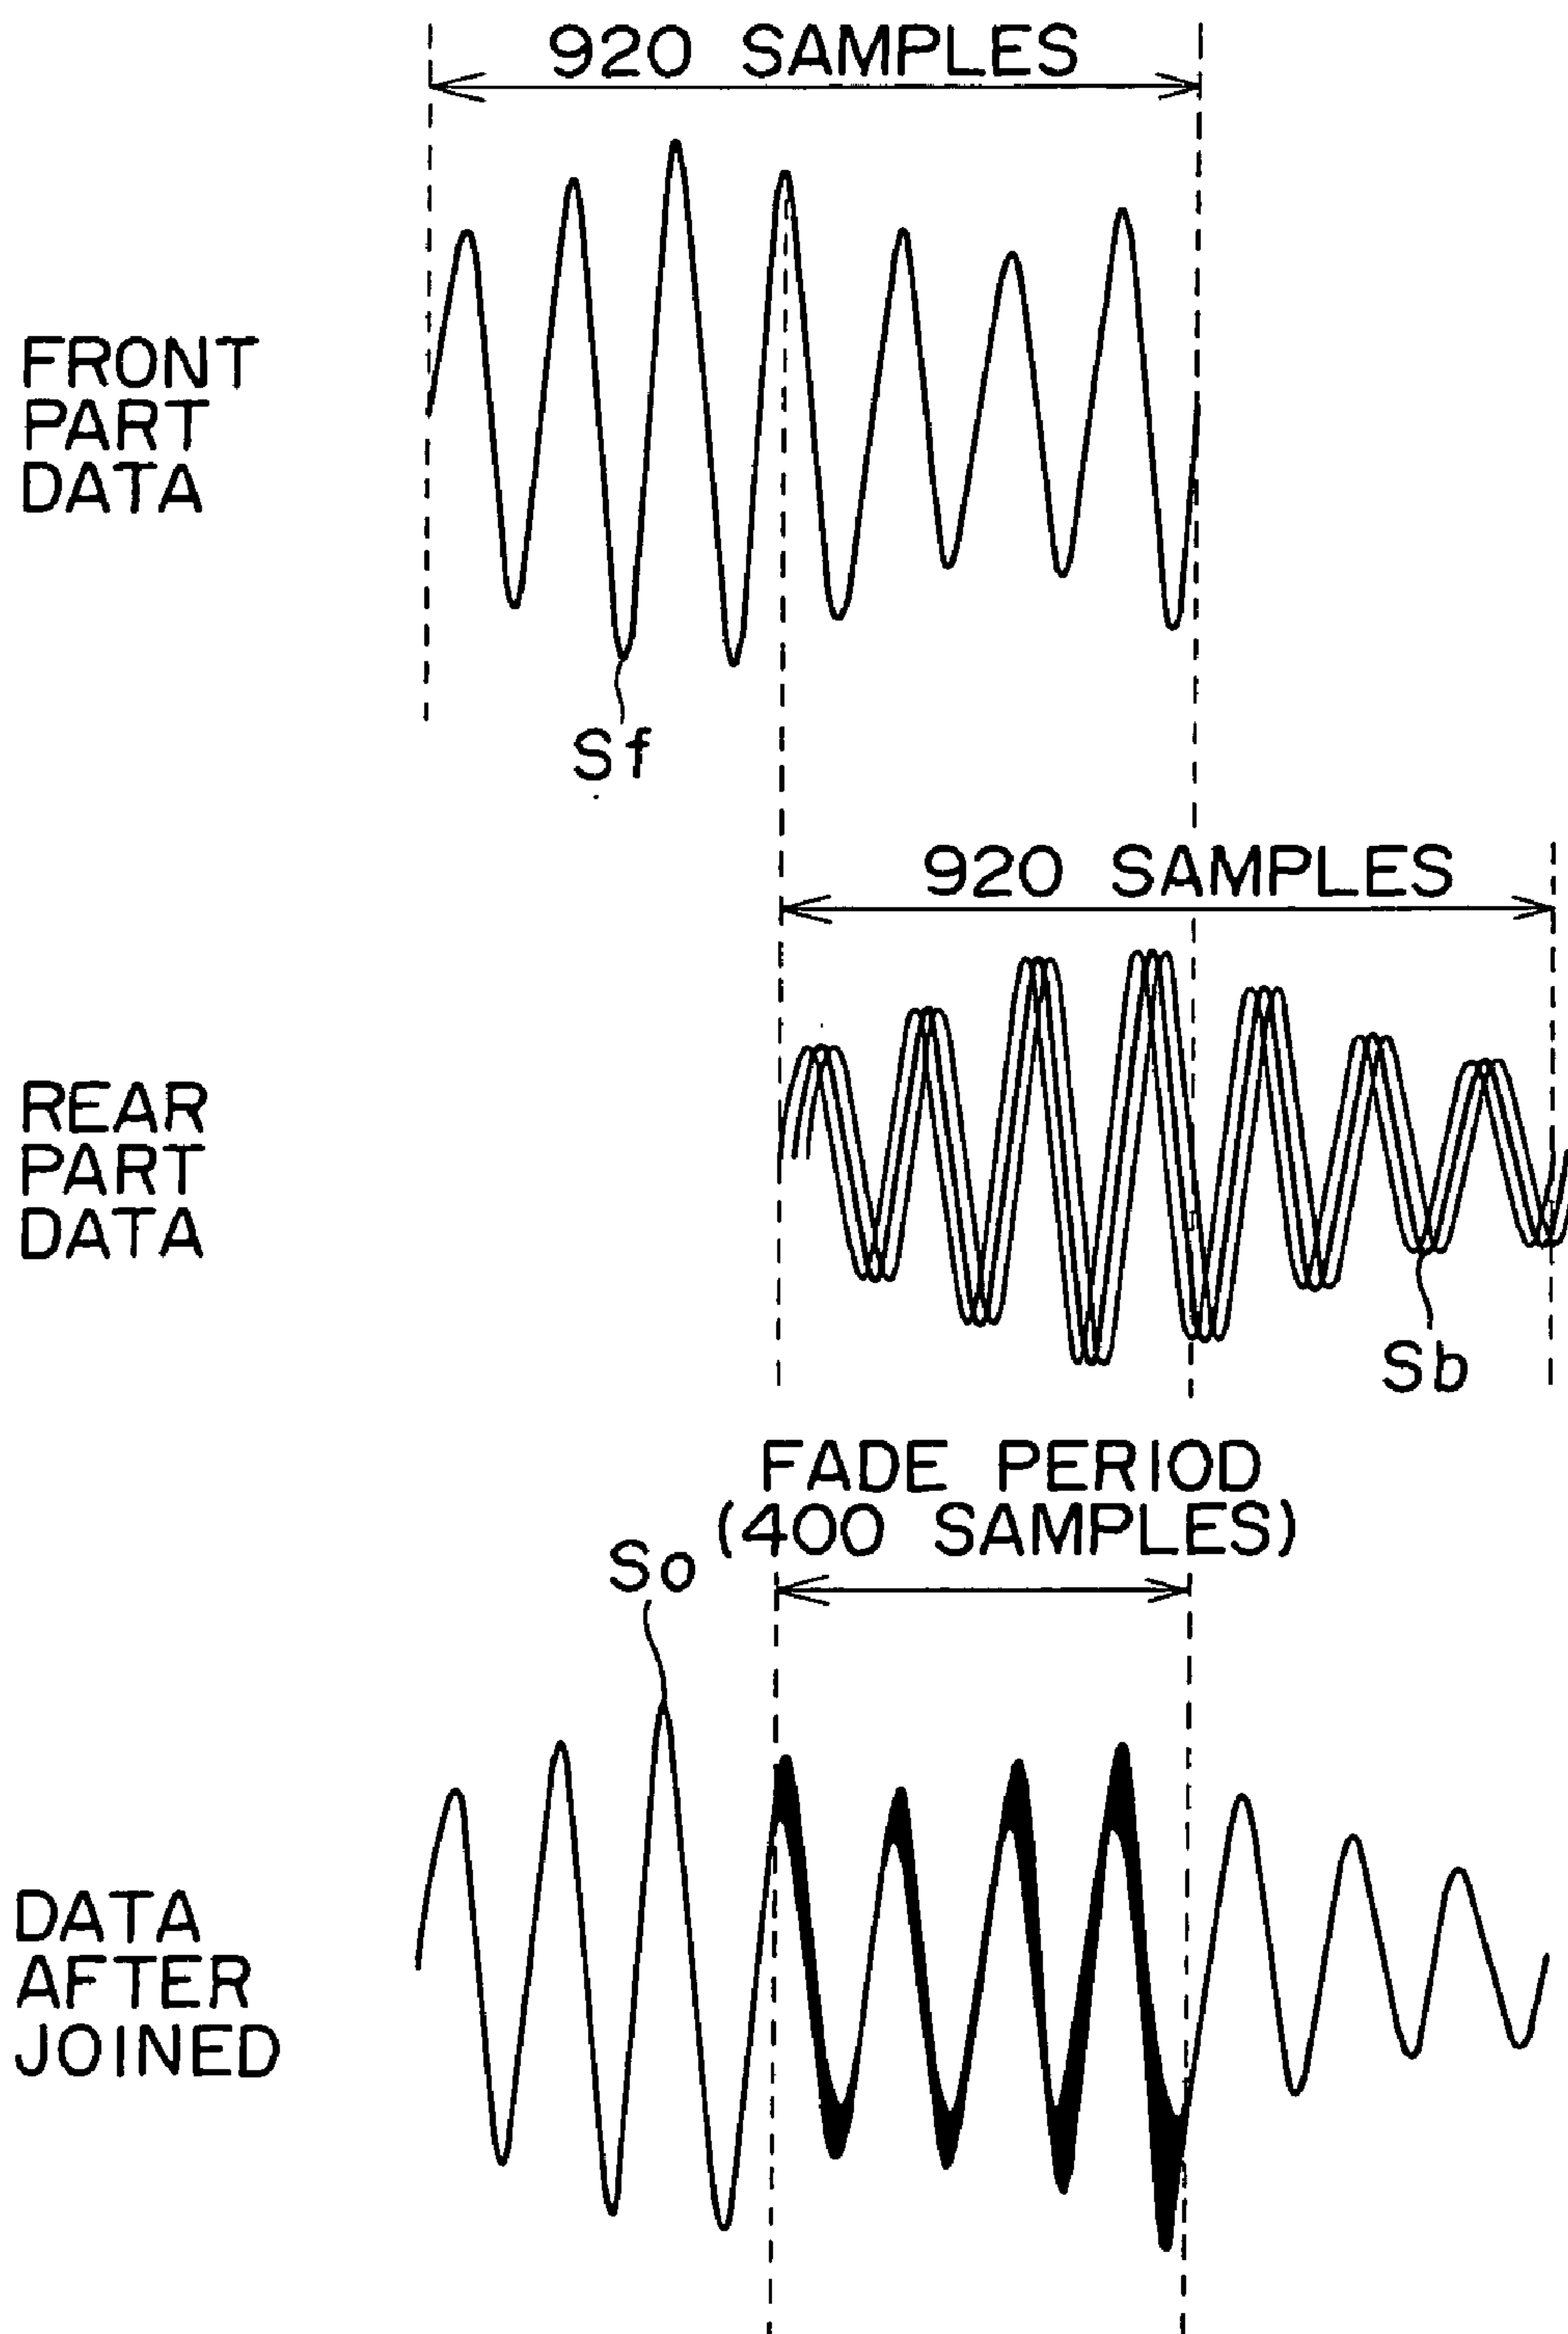 920 SAMPLES
FRONT
PART
DATA
Sf
920 SAMPLES
REAR
PART
DATA
Sb
FADE PERIOD
(400 SAMPLES)
So
DATA
AFTER
JOINED